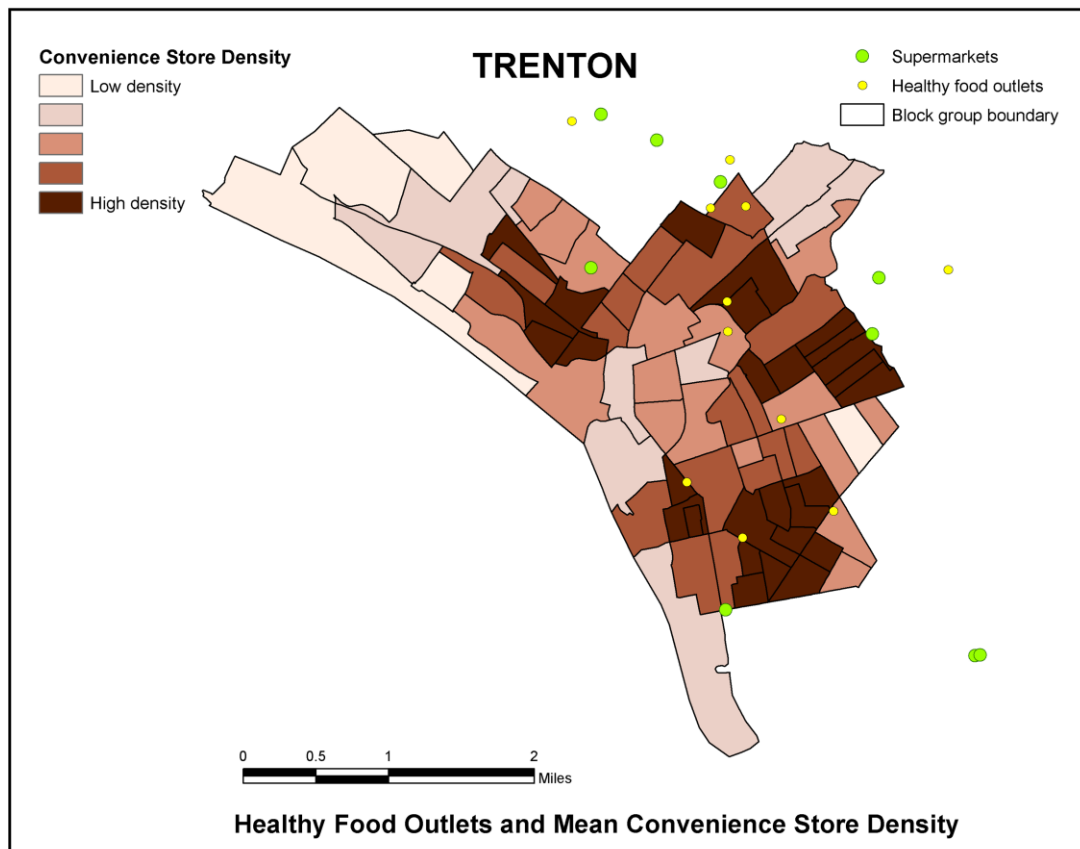 TRENTON
Convenience Store Density
Low density
High density
Supermarkets
Healthy food outlets
Block group boundary
0 0.5 1 2
Miles
Healthy Food Outlets and Mean Convenience Store Density